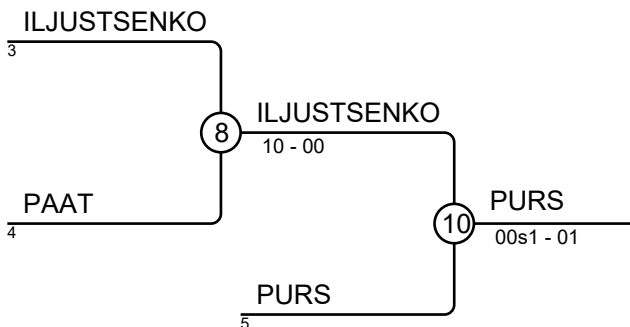 ILJUSTSENKO
3
8
ILJUSTSENKO
10 - 00
PAAT
4
10
PURS
00s1 - 01
PURS
5